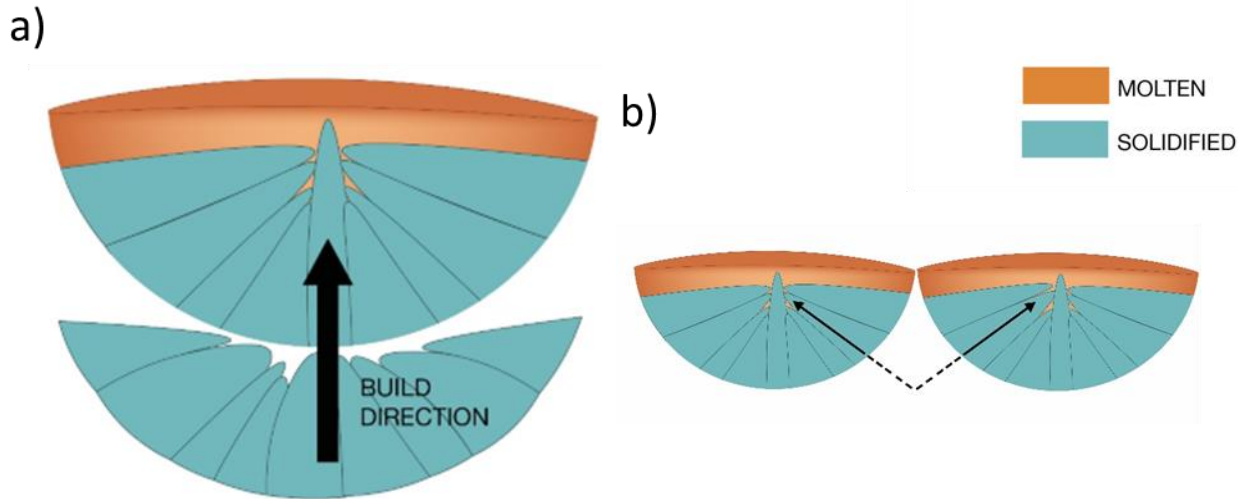 a)
BUILD
DIRECTION
b)
MOLTEN
SOLIDIFIED